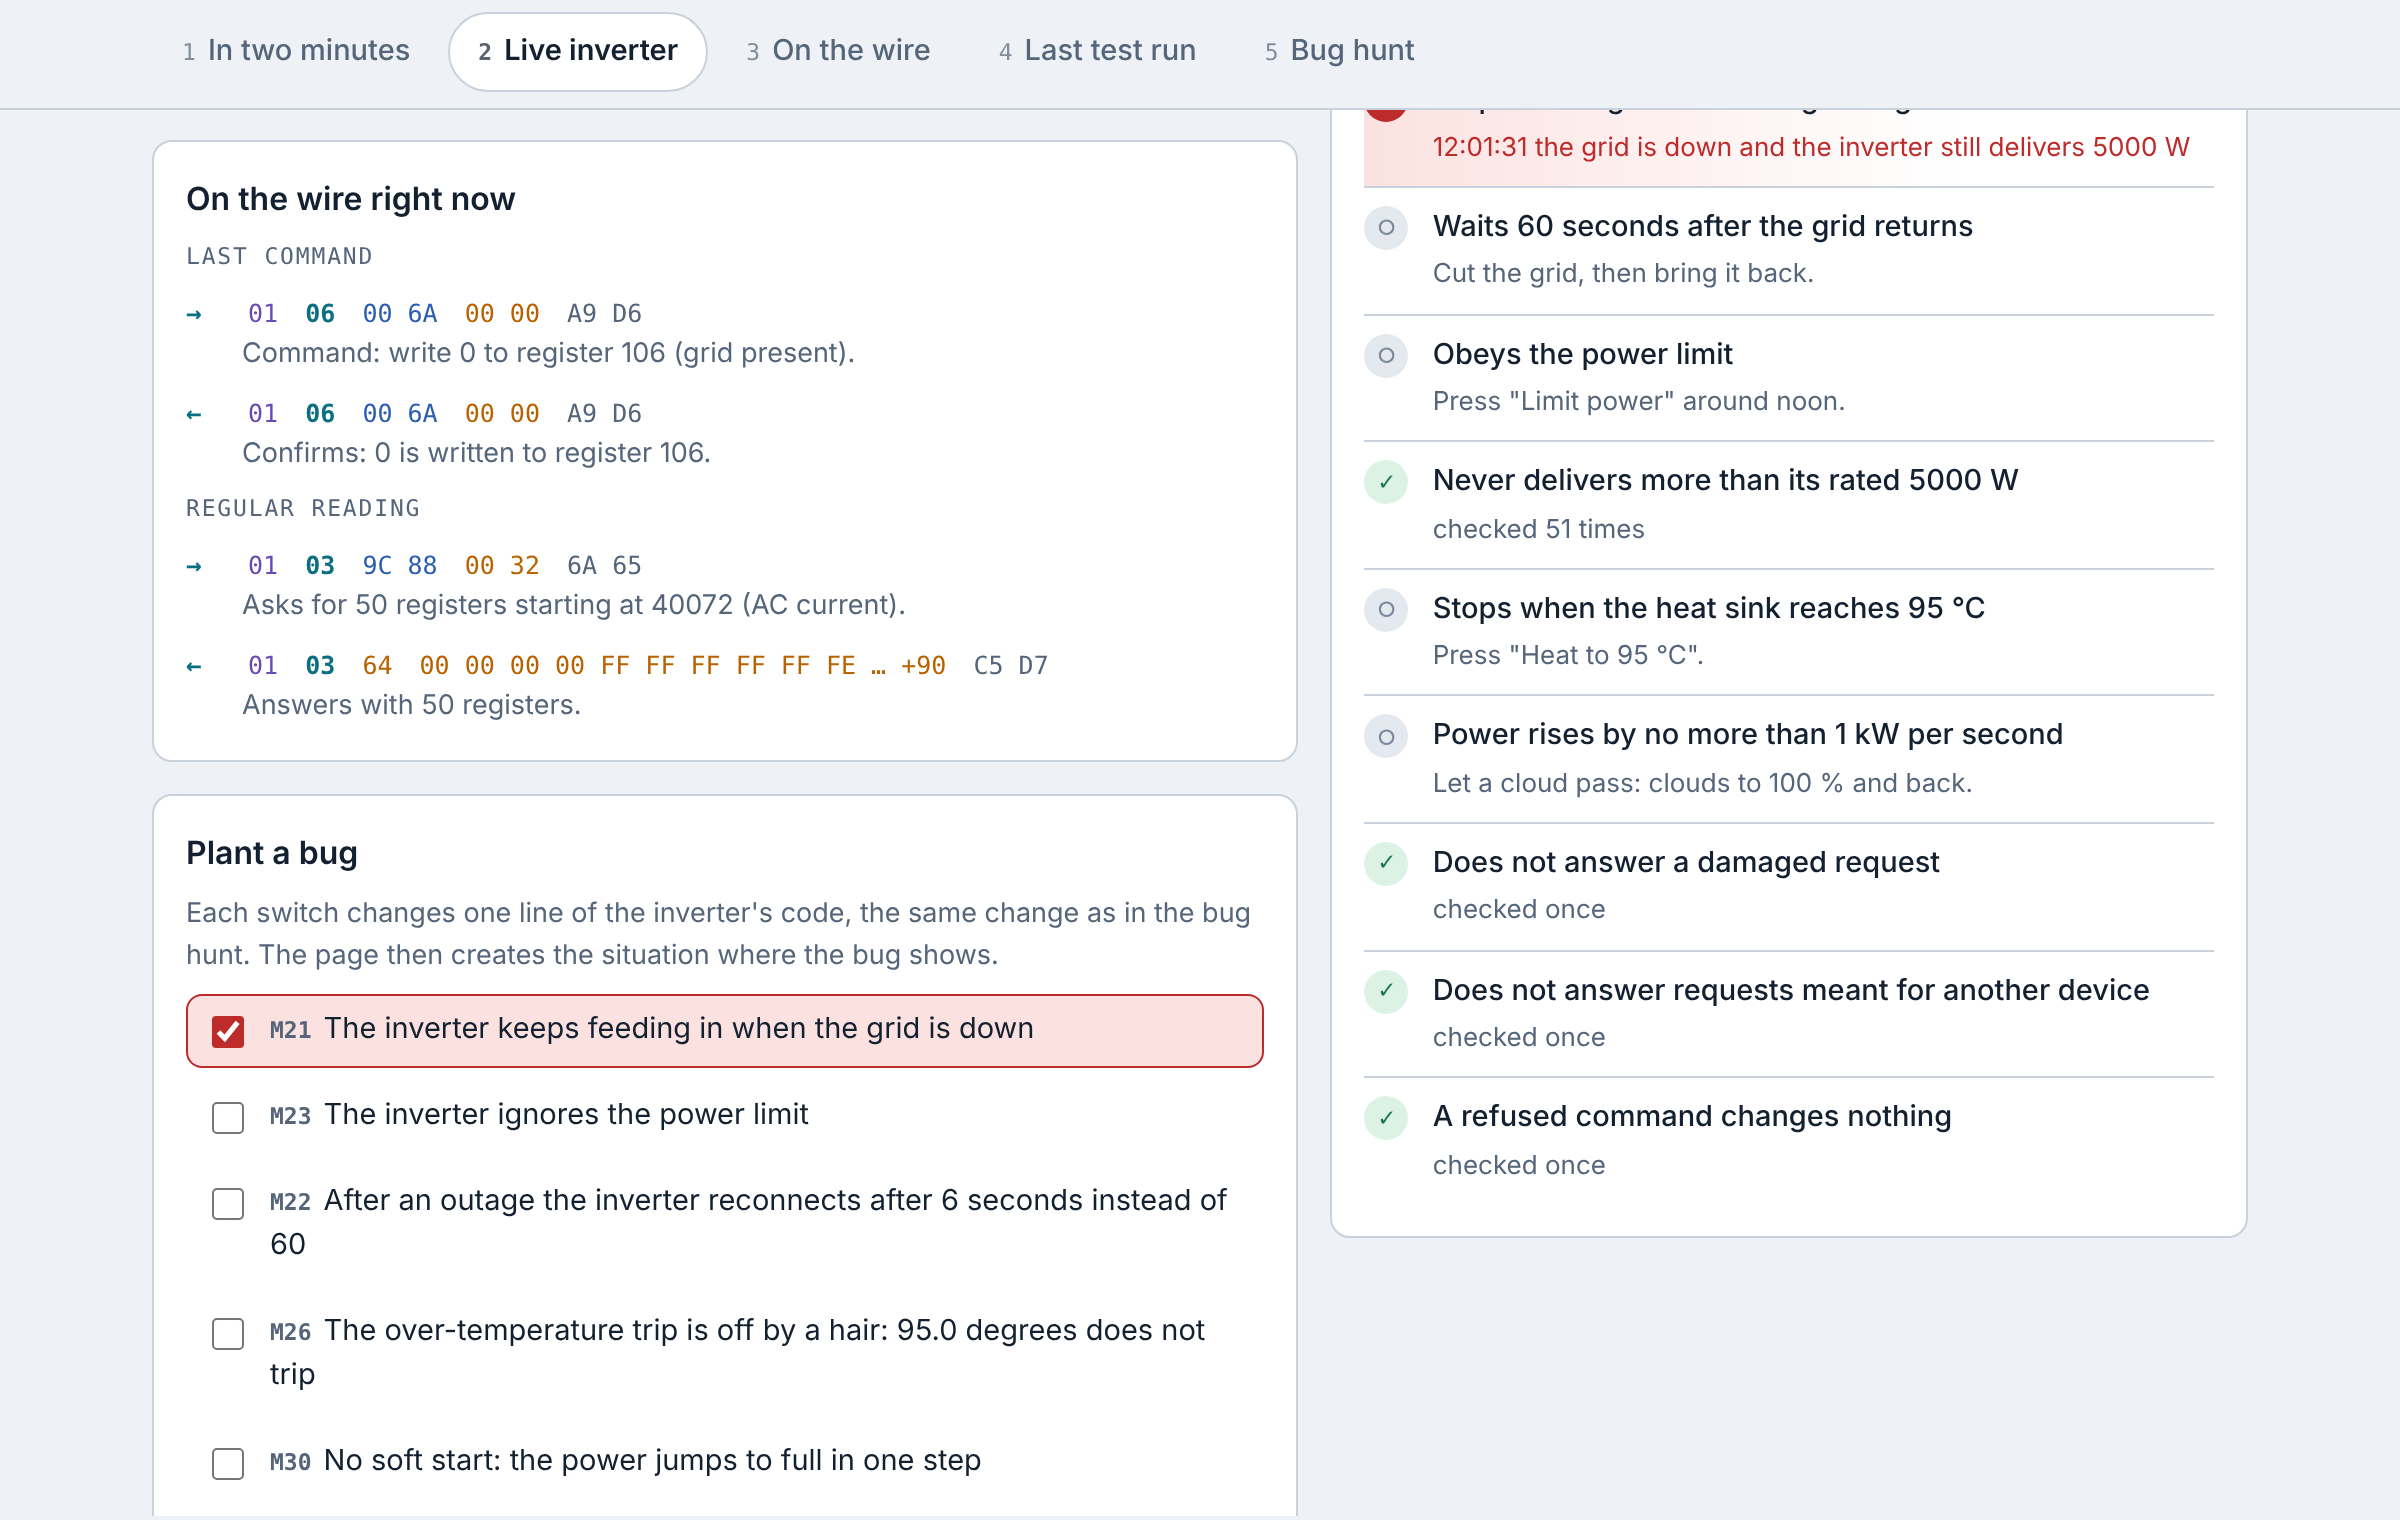 1 In two minutes
2 Live inverter
3 On the wire
4 Last test run
5 Bug hunt
On the wire right now
LAST COMMAND
→ 01 06 00 6A 00 00 A9 D6
Command: write 0 to register 106 (grid present).
← 01 06 00 6A 00 00 A9 D6
Confirms: 0 is written to register 106.
REGULAR READING
→ 01 03 9C 88 00 32 6A 65
Asks for 50 registers starting at 40072 (AC current).
← 01 03 64 00 00 00 00 FF FF FF FF FF FE … +90 C5 D7
Answers with 50 registers.
Plant a bug
Each switch changes one line of the inverter's code, the same change as in the bug
hunt. The page then creates the situation where the bug shows.
M21 The inverter keeps feeding in when the grid is down
M23 The inverter ignores the power limit
M22 After an outage the inverter reconnects after 6 seconds instead of
60
M26 The over-temperature trip is off by a hair: 95.0 degrees does not
trip
M30 No soft start: the power jumps to full in one step
12:01:31 the grid is down and the inverter still delivers 5000 W
Waits 60 seconds after the grid returns
Cut the grid, then bring it back.
Obeys the power limit
Press "Limit power" around noon.
Never delivers more than its rated 5000 W
checked 51 times
Stops when the heat sink reaches 95 °C
Press "Heat to 95 °C".
Power rises by no more than 1 kW per second
Let a cloud pass: clouds to 100 % and back.
Does not answer a damaged request
checked once
Does not answer requests meant for another device
checked once
A refused command changes nothing
checked once